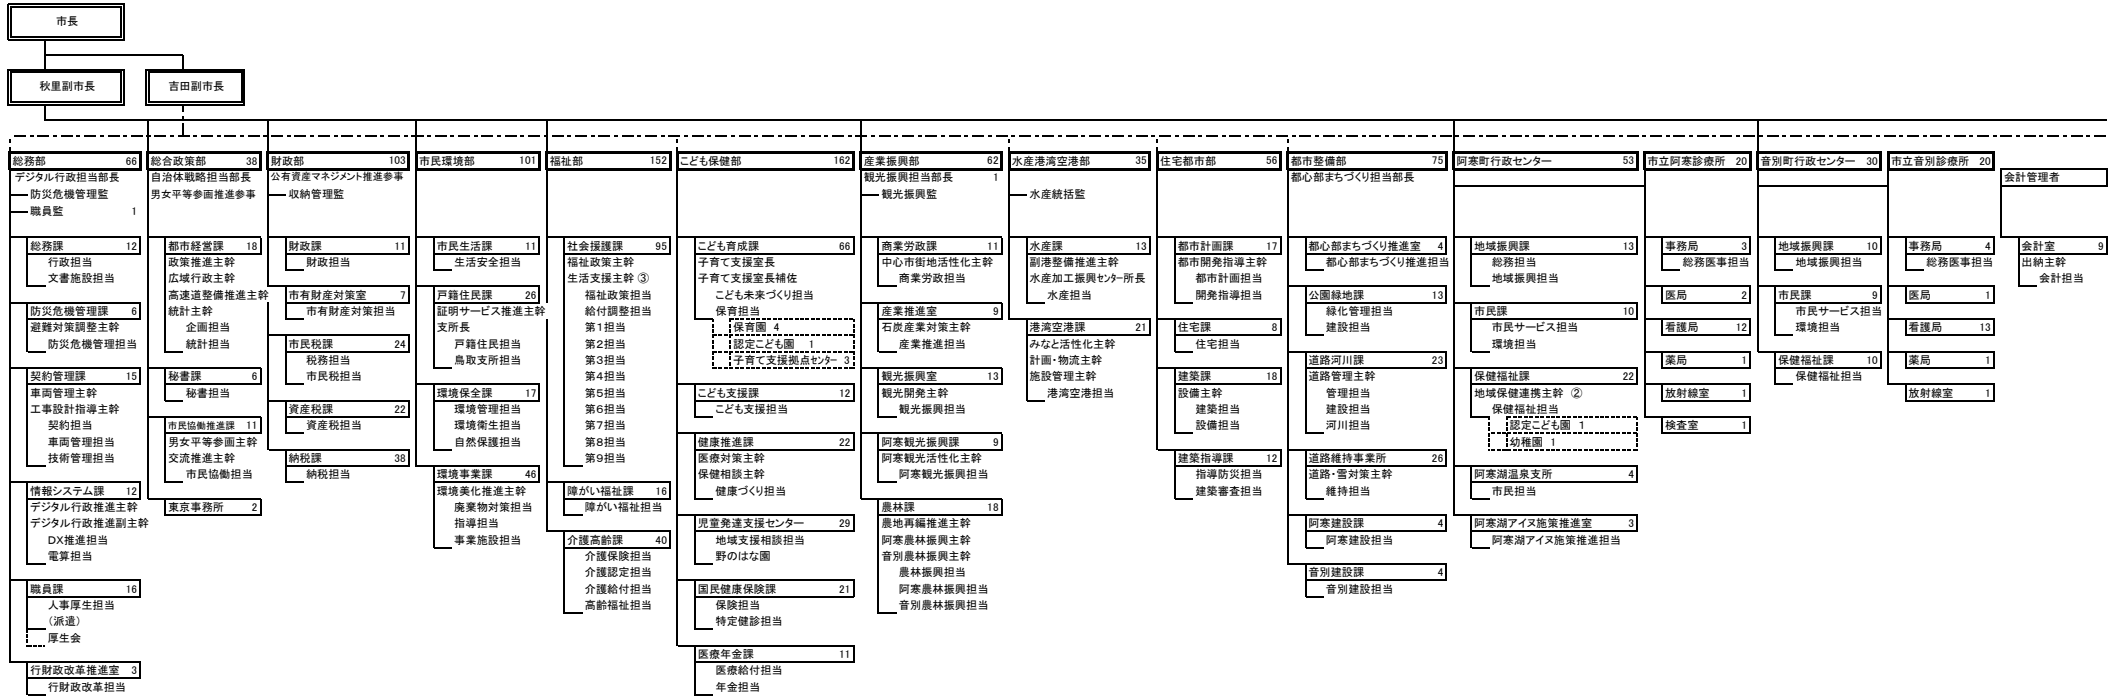 市長
秋里副市長
吉田副市長
総務部 66
デジタル行政担当部長
防災危機管理監
職員監 1
総務課 12
行政担当
文書施設担当
防災危機管理課 6
避難対策調整主幹
防災危機管理担当
契約管理課 15
車両管理主幹
工事設計指導主幹
契約担当
車両管理担当
技術管理担当
情報システム課 12
デジタル行政推進主幹
デジタル行政推進副主幹
DX推進担当
電算担当
職員課 16
人事厚生担当
(派遣)
厚生会
行財政改革推進室 3
行財政改革担当
総合政策部 38
自治体戦略担当部長
男女平等参画推進参事
都市経営課 18
政策推進主幹
広域行政主幹
高速道整備推進主幹
統計主幹
企画担当
統計担当
秘書課 6
秘書担当
市民協働推進課 11
男女平等参画主幹
交流推進主幹
市民協働担当
東京事務所 2
財政部 103
公有資産マネジメント推進参事
収納管理監
財政課 11
財政担当
市有財産対策室 7
市有財産対策担当
市民税課 24
税務担当
市民税担当
資産税課 22
資産税担当
納税課 38
納税担当
市民環境部 101
市民生活課 11
生活安全担当
戸籍住民課 26
証明サービス推進主幹
支所長
戸籍住民担当
鳥取支所担当
環境保全課 17
環境管理担当
環境衛生担当
自然保護担当
環境事業課 46
環境美化推進主幹
廃棄物対策担当
指導担当
事業施設担当
福祉部 152
社会援護課 95
福祉政策主幹
生活支援主幹 ③
福祉政策担当
給付調整担当
第1担当
第2担当
第3担当
第4担当
第5担当
第6担当
第7担当
第8担当
第9担当
障がい福祉課 16
障がい福祉担当
介護高齢課 40
介護保険担当
介護認定担当
介護給付担当
高齢福祉担当
こども保健部 162
こども育成課 66
子育て支援室長
子育て支援室長補佐
こども未来づくり担当
保育担当
保育園 4
認定こども園 1
子育て支援拠点センター 3
こども支援課 12
こども支援担当
健康推進課 22
医療対策主幹
保健相談主幹
健康づくり担当
児童発達支援センター 29
地域支援相談担当
野のはな園
国民健康保険課 21
保険担当
特定健診担当
医療年金課 11
医療給付担当
年金担当
産業振興部 62
観光振興担当部長 1
観光振興監
商業労政課 11
中心市街地活性化主幹
商業労政担当
産業推進室 9
石炭産業対策主幹
産業推進担当
観光振興室 13
観光開発主幹
観光振興担当
阿寒観光振興課 9
阿寒観光活性化主幹
阿寒観光振興担当
農林課 18
農地再編推進主幹
阿寒農林振興主幹
音別農林振興主幹
農林振興担当
阿寒農林振興担当
音別農林振興担当
水産港湾空港部 35
水産統括監
水産課 13
副港整備推進主幹
水産加工振興センター所長
水産担当
港湾空港課 21
みなと活性化主幹
計画・物流主幹
施設管理主幹
港湾空港担当
住宅都市部 56
都市計画課 17
都市開発指導主幹
都市計画担当
開発指導担当
住宅課 8
住宅担当
建築課 18
設備主幹
建築担当
設備担当
建築指導課 12
指導防災担当
建築審査担当
都市整備部 75
都心部まちづくり担当部長
都心部まちづくり推進室 4
都心部まちづくり推進担当
公園緑地課 13
緑化管理担当
建設担当
道路河川課 23
道路管理主幹
管理担当
建設担当
河川担当
道路維持事業所 26
道路・雪対策主幹
維持担当
阿寒建設課 4
阿寒建設担当
音別建設課 4
音別建設担当
阿寒町行政センター 53
地域振興課 13
総務担当
地域振興担当
市民課 10
市民サービス担当
環境担当
保健福祉課 22
地域保健連携主幹 ②
保健福祉担当
認定こども園 1
幼稚園 1
阿寒湖温泉支所 4
市民担当
阿寒湖アイヌ施策推進室 3
阿寒湖アイヌ施策推進担当
市立阿寒診療所 20
事務局 3
総務医事担当
医局 2
看護局 12
薬局 1
放射線室 1
検査室 1
音別町行政センター 30
地域振興課 10
地域振興担当
市民課 9
市民サービス担当
環境担当
保健福祉課 10
保健福祉担当
市立音別診療所 20
事務局 4
総務医事担当
医局 1
看護局 13
薬局 1
放射線室 1
会計管理者
会計室 9
出納主幹
会計担当